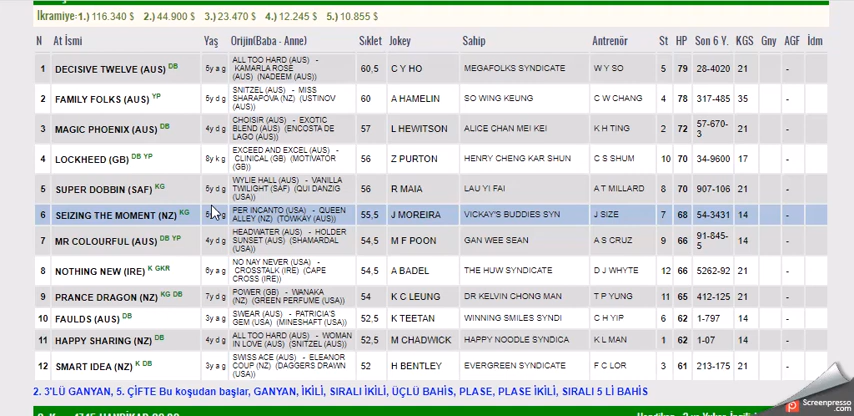 İkramiye:1.) 116.340 $ 2.) 44.900 $ 3.) 23.470 $ 4.) 12.245 $ 5.) 10.855 $
N At İsmi Yaş Orijin(Baba - Anne) Sıklet Jokey Sahip Antrenör St HP Son 6 Y. KGS Gny AGF İdm
1 DECISIVE TWELVE (AUS) DB 5y a g ALL TOO HARD (AUS) - KAMARLA ROSE (AUS) (NADEEM (AUS)) 60,5 C Y HO MEGAFOLKS SYNDICATE W Y SO 5 79 28-4020 21 -
2 FAMILY FOLKS (AUS) YP 5y d g SNITZEL (AUS) - MISS SHARAPOVA (NZ) (USTINOV (AUS)) 60 A HAMELIN SO WING KEUNG C W CHANG 4 78 317-485 35 -
3 MAGIC PHOENIX (AUS) DB 4y d g CHOISIR (AUS) - EXOTIC BLEND (AUS) (ENCOSTA DE LAGO (AUS)) 57 L HEWITSON ALICE CHAN MEI KEI K H TING 2 72 57-670-3 21 -
4 LOCKHEED (GB) DB YP 8y k g EXCEED AND EXCEL (AUS) - CLINICAL (GB) (MOTIVATOR (GB)) 56 Z PURTON HENRY CHENG KAR SHUN C S SHUM 10 70 34-9600 17 -
5 SUPER DOBBIN (SAF) KG 6y d g WYLIE HALL (AUS) - VANILLA TWILIGHT (SAF) (QUI DANZIG (USA)) 56 R MAIA LAU YI FAI A T MILLARD 8 70 907-106 21 -
6 SEIZING THE MOMENT (NZ) KG d g PER INCANTO (USA) - QUEEN ALLEY (NZ) (TOWKAY (AUS)) 55,5 J MOREIRA VICKAY'S BUDDIES SYN J SIZE 7 68 54-3431 14 -
7 MR COLOURFUL (AUS) DB YP 4y d g HEADWATER (AUS) - HOLDER SUNSET (AUS) (SHAMARDAL (USA)) 54,5 M F POON GAN WEE SEAN A S CRUZ 9 66 91-845-5 14 -
8 NOTHING NEW (IRE) K GKR 6y a g NO NAY NEVER (USA) - CROSSTALK (IRE) (CAPE CROSS (IRE)) 54,5 A BADEL THE HUW SYNDICATE D J WHYTE 12 66 5262-92 21 -
9 PRANCE DRAGON (NZ) KG DB 7y d g POWER (GB) - WANAKA (NZ) (GREEN PERFUME (USA)) 54 K C LEUNG DR KELVIN CHONG MAN T P YUNG 11 65 412-125 21 -
10 FAULDS (AUS) DB 4y d g SWEAR (AUS) - PATRICIA'S GEM (USA) (MINESHAFT (USA)) 52,5 K TEETAN WINNING SMILES SYNDI C H YIP 6 62 1-797 14 -
11 HAPPY SHARING (NZ) DB 4y d g ALL TOO HARD (AUS) - WOMAN IN LOVE (AUS) (SNITZEL (AUS)) 52,5 M CHADWICK HAPPY NOODLE SYNDICA K L MAN 1 62 1-07 14 -
12 SMART IDEA (NZ) K DB 4y d g SWISS ACE (AUS) - ELEANOR COUP (NZ) (DAGGERS DRAWN (USA)) 52 H BENTLEY EVERGREEN SYNDICATE F C LOR 3 61 213-175 21 -
2. 3'LÜ GANYAN, 5. ÇİFTE Bu koşudan başlar, GANYAN, İKİLİ, SIRALI İKİLİ, ÜÇLÜ BAHİS, PLASE, PLASE İKİLİ, SIRALI 5 Lİ BAHİS
Screenpresso
.com